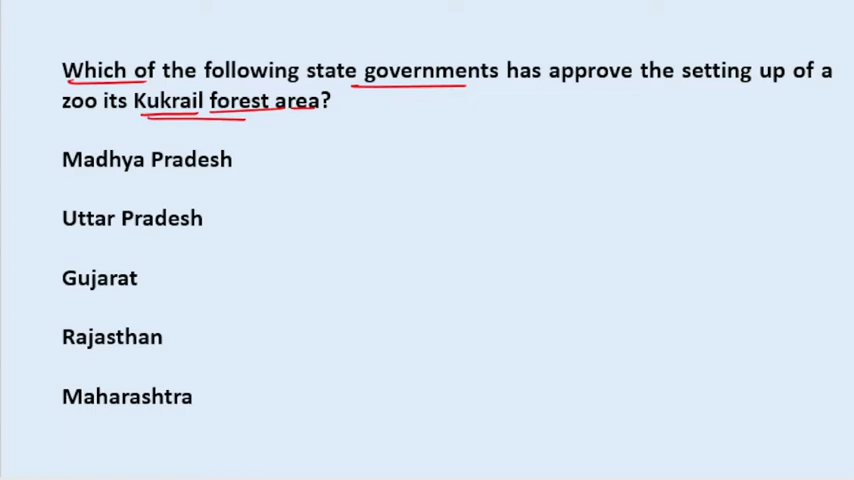 Which of the following state governments has approve the setting up of a
zoo its Kukrail forest area?
Madhya Pradesh
Uttar Pradesh
Gujarat
Rajasthan
Maharashtra